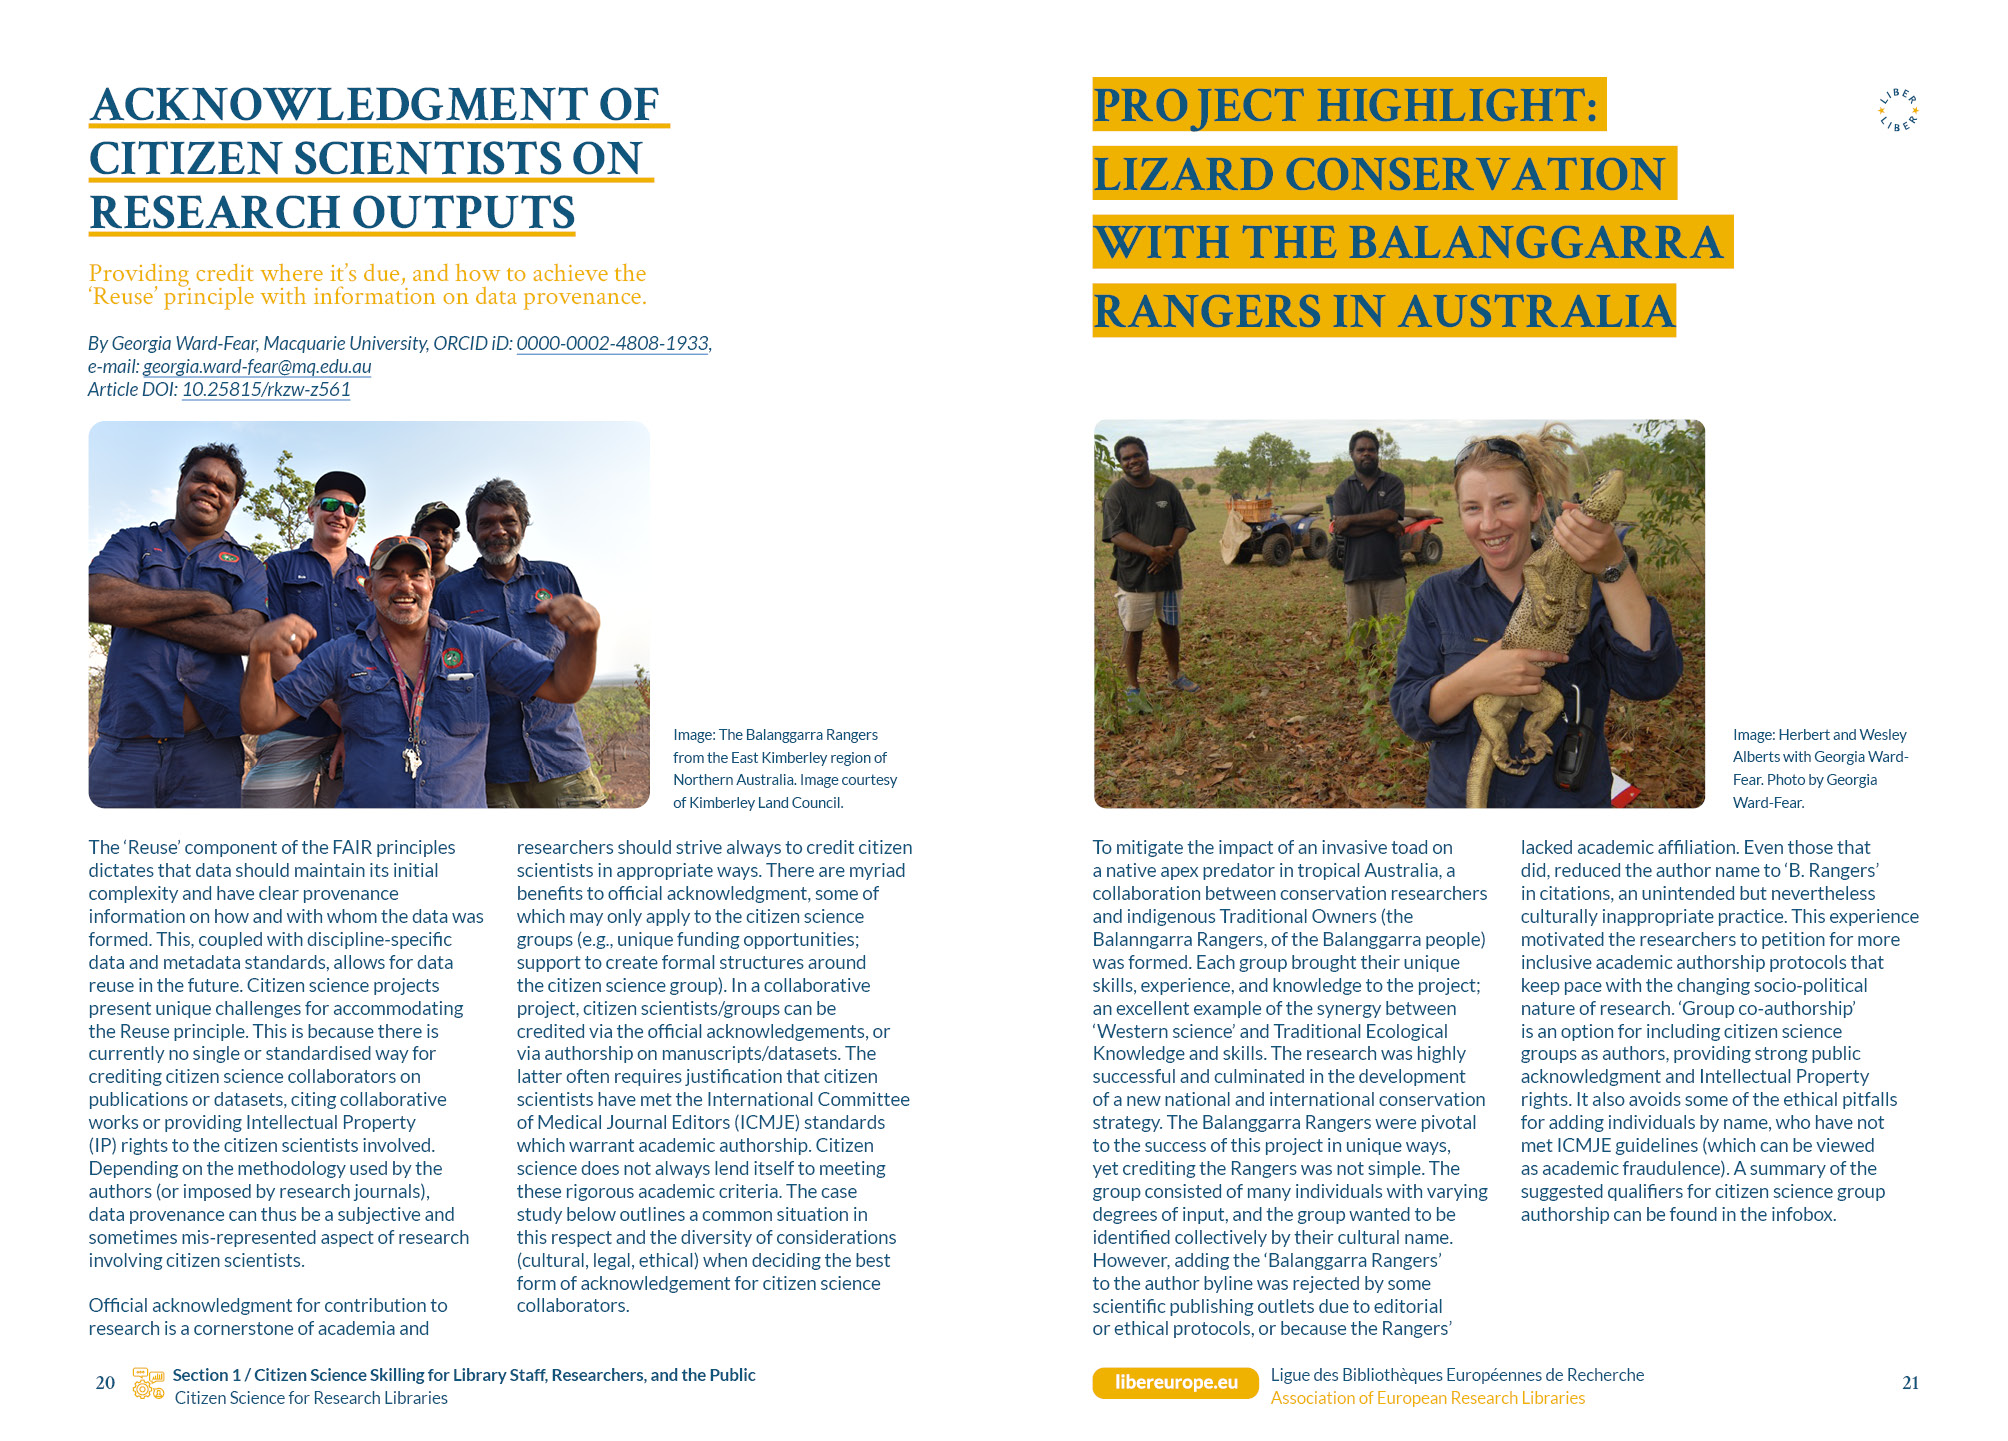 ACKNOWLEDGMENT OF
CITIZEN SCIENTISTS ON
RESEARCH OUTPUTS
Providing credit where it's due, and how to achieve the
‘Reuse’ principle with information on data provenance.
By Georgia Ward-Fear, Macquarie University, ORCID iD: 0000-0002-4808-1933,
e-mail: georgia.ward-fear@mq.edu.au
Article DOI: 10.25815/rkzw-z561
Image: The Balanggarra Rangers
from the East Kimberley region of
Northern Australia. Image courtesy
of Kimberley Land Council.
The ‘Reuse’ component of the FAIR principles
dictates that data should maintain its initial
complexity and have clear provenance
information on how and with whom the data was
formed. This, coupled with discipline-specific
data and metadata standards, allows for data
reuse in the future. Citizen science projects
present unique challenges for accommodating
the Reuse principle. This is because there is
currently no single or standardised way for
crediting citizen science collaborators on
publications or datasets, citing collaborative
works or providing Intellectual Property
(IP) rights to the citizen scientists involved.
Depending on the methodology used by the
authors (or imposed by research journals),
data provenance can thus be a subjective and
sometimes mis-represented aspect of research
involving citizen scientists.
Official acknowledgment for contribution to
research is a cornerstone of academia and
researchers should strive always to credit citizen
scientists in appropriate ways. There are myriad
benefits to official acknowledgment, some of
which may only apply to the citizen science
groups (e.g., unique funding opportunities;
support to create formal structures around
the citizen science group). In a collaborative
project, citizen scientists/groups can be
credited via the official acknowledgements, or
via authorship on manuscripts/datasets. The
latter often requires justification that citizen
scientists have met the International Committee
of Medical Journal Editors (ICMJE) standards
which warrant academic authorship. Citizen
science does not always lend itself to meeting
these rigorous academic criteria. The case
study below outlines a common situation in
this respect and the diversity of considerations
(cultural, legal, ethical) when deciding the best
form of acknowledgement for citizen science
collaborators.
20
Section 1 / Citizen Science Skilling for Library Staff, Researchers, and the Public
Citizen Science for Research Libraries
PROJECT HIGHLIGHT:
LIZARD CONSERVATION
WITH THE BALANGGARRA
RANGERS IN AUSTRALIA
LIBER
LIBER
Image: Herbert and Wesley
Alberts with Georgia Ward-
Fear. Photo by Georgia
Ward-Fear.
To mitigate the impact of an invasive toad on
a native apex predator in tropical Australia, a
collaboration between conservation researchers
and indigenous Traditional Owners (the
Balanngarra Rangers, of the Balanggarra people)
was formed. Each group brought their unique
skills, experience, and knowledge to the project;
an excellent example of the synergy between
‘Western science’ and Traditional Ecological
Knowledge and skills. The research was highly
successful and culminated in the development
of a new national and international conservation
strategy. The Balanggarra Rangers were pivotal
to the success of this project in unique ways,
yet crediting the Rangers was not simple. The
group consisted of many individuals with varying
degrees of input, and the group wanted to be
identified collectively by their cultural name.
However, adding the ‘Balanggarra Rangers’
to the author byline was rejected by some
scientific publishing outlets due to editorial
or ethical protocols, or because the Rangers’
lacked academic affiliation. Even those that
did, reduced the author name to ‘B. Rangers’
in citations, an unintended but nevertheless
culturally inappropriate practice. This experience
motivated the researchers to petition for more
inclusive academic authorship protocols that
keep pace with the changing socio-political
nature of research. ‘Group co-authorship’
is an option for including citizen science
groups as authors, providing strong public
acknowledgment and Intellectual Property
rights. It also avoids some of the ethical pitfalls
for adding individuals by name, who have not
met ICMJE guidelines (which can be viewed
as academic fraudulence). A summary of the
suggested qualifiers for citizen science group
authorship can be found in the infobox.
libereurope.eu
Ligue des Bibliothèques Européennes de Recherche
Association of European Research Libraries
21